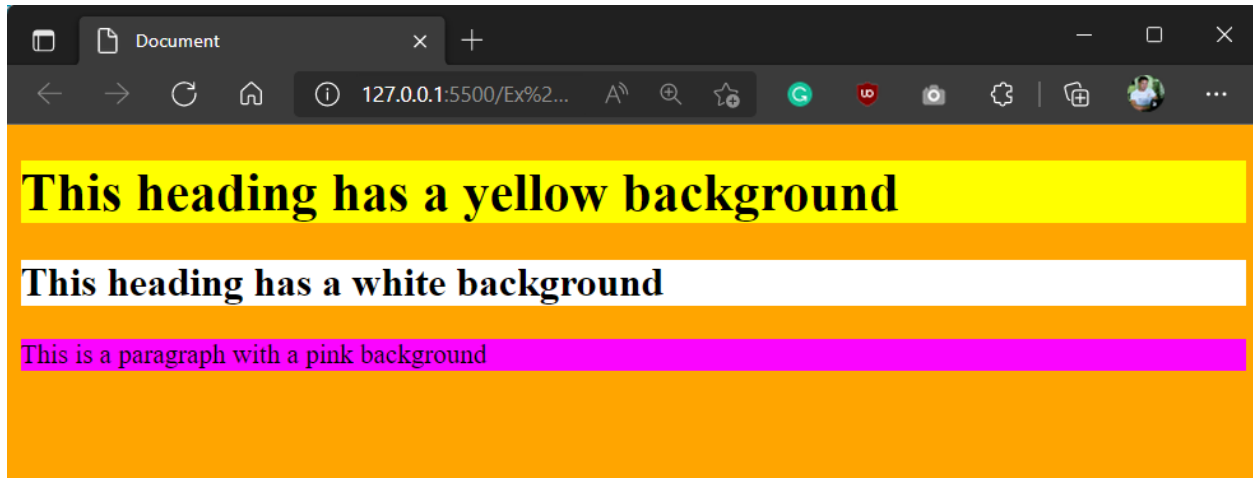 Document
127.0.0.1:5500/Ex%2...
This heading has a yellow background
This heading has a white background
This is a paragraph with a pink background